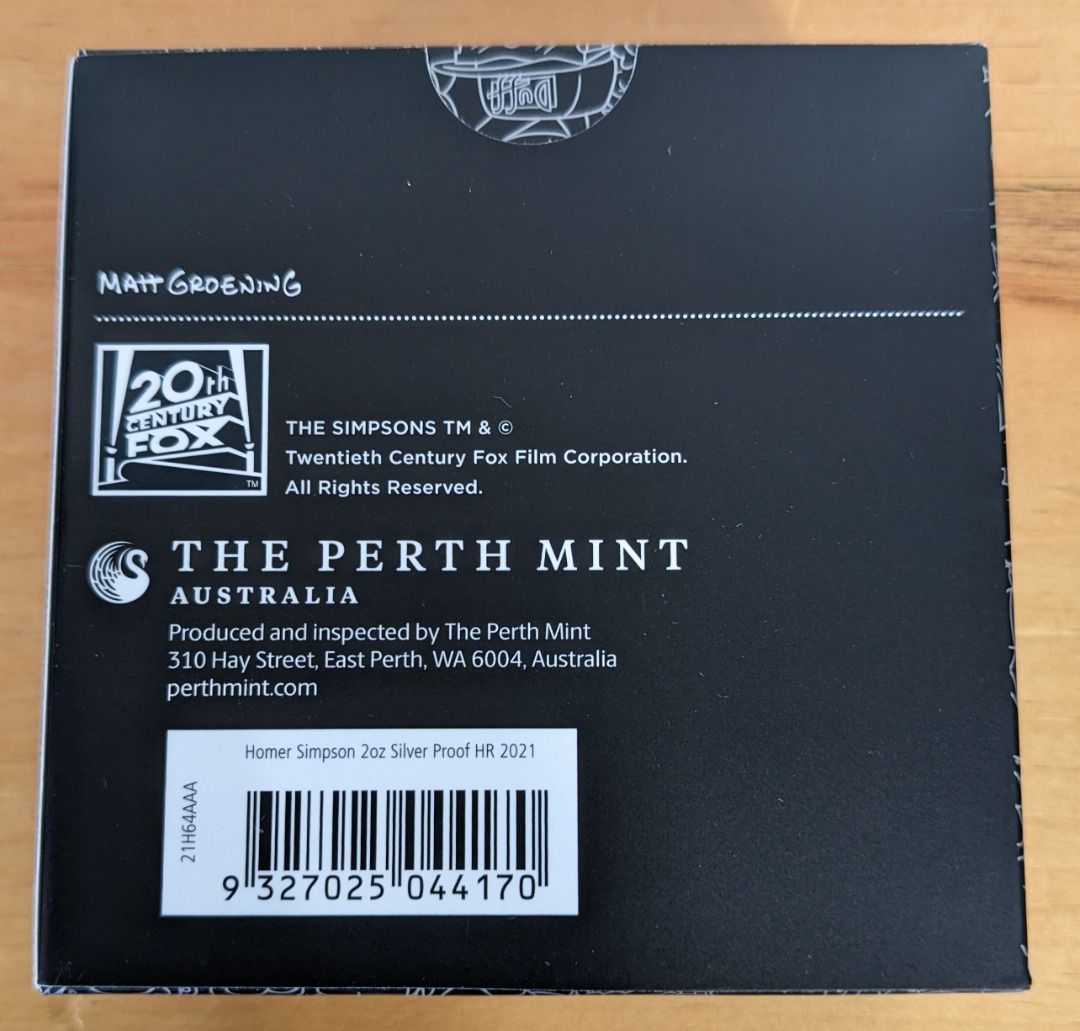 Duff
MATT GROENING
20th
CENTURY
FOX
TM
THE SIMPSONS TM & ©
Twentieth Century Fox Film Corporation.
All Rights Reserved.
THE PERTH MINT
AUSTRALIA
Produced and inspected by The Perth Mint
310 Hay Street, East Perth, WA 6004, Australia
perthmint.com
Homer Simpson 2oz Silver Proof HR 2021
21H64AAA
9 327025 044170